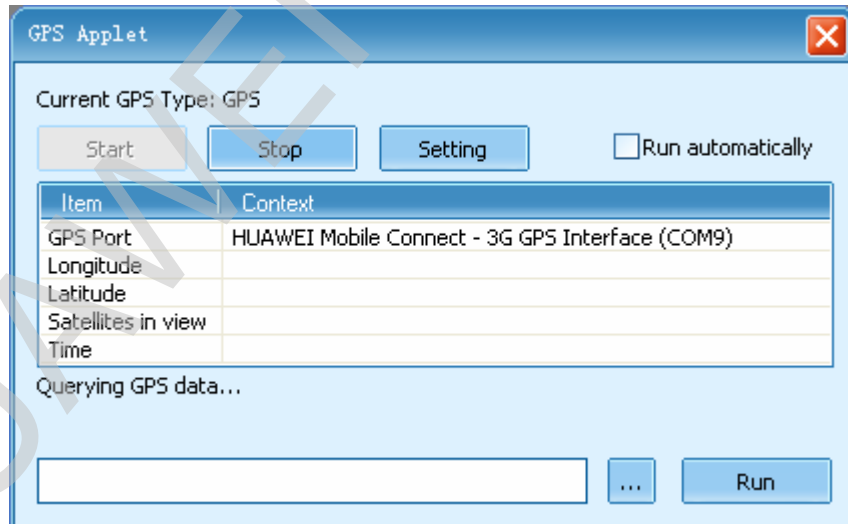 GPS Applet
Current GPS Type: GPS
Start Stop Setting Run automatically
Item Context
GPS Port HUAWEI Mobile Connect - 3G GPS Interface (COM9)
Longitude
Latitude
Satellites in view
Time
Querying GPS data...
... Run
HUAWEI